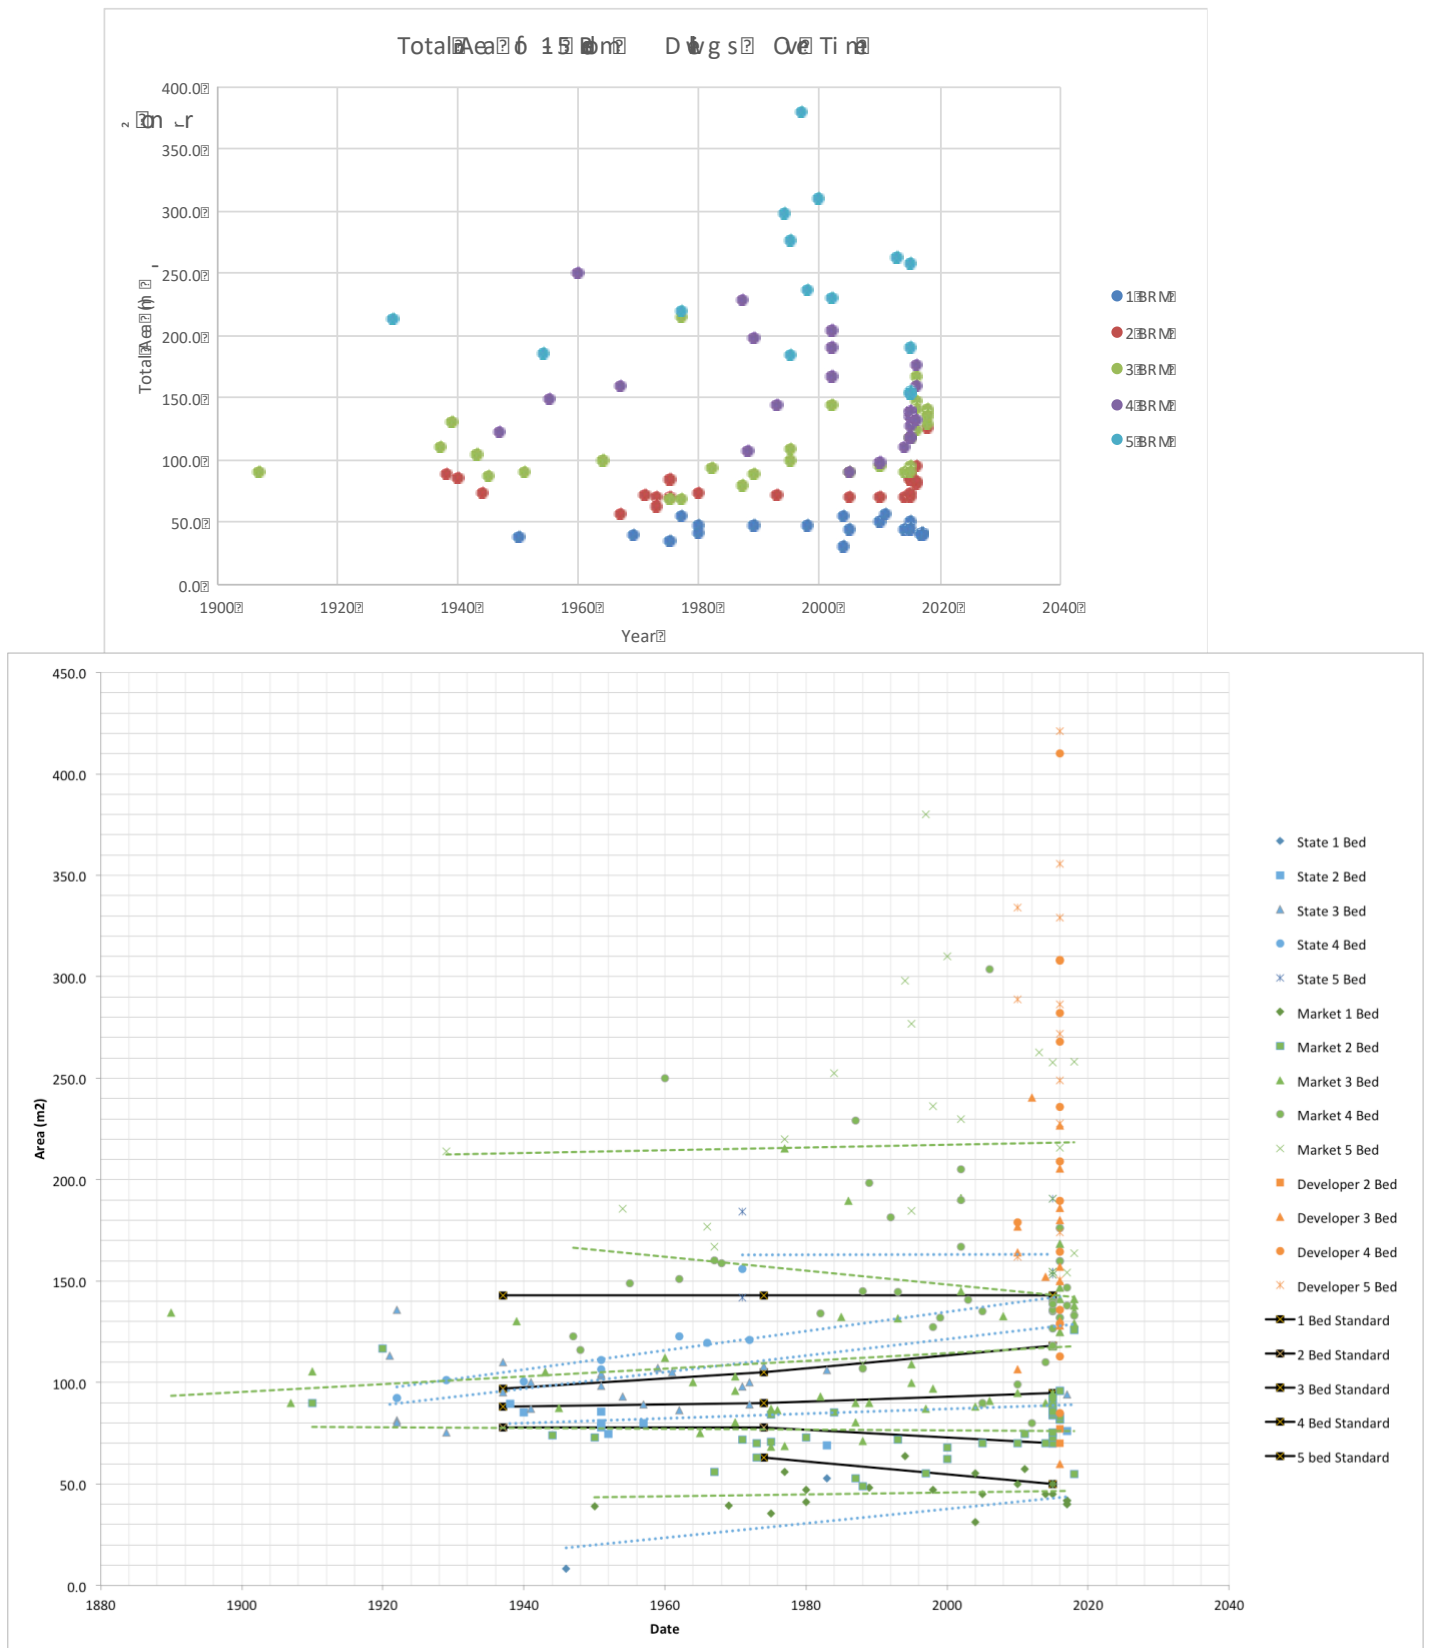 400.0
350.0
300.0
250.0
200.0
150.0
100.0
50.0
0.0
1900
1920
1940
1960
1980
2000
2020
2040
Year
450.0
400.0
350.0
300.0
250.0
200.0
150.0
100.0
50.0
0.0
Area (m2)
1880
1900
1920
1940
1960
1980
2000
2020
2040
Date
State 1 Bed
State 2 Bed
State 3 Bed
State 4 Bed
State 5 Bed
Market 1 Bed
Market 2 Bed
Market 3 Bed
Market 4 Bed
Market 5 Bed
Developer 2 Bed
Developer 3 Bed
Developer 4 Bed
Developer 5 Bed
1 Bed Standard
2 Bed Standard
3 Bed Standard
4 Bed Standard
5 bed Standard